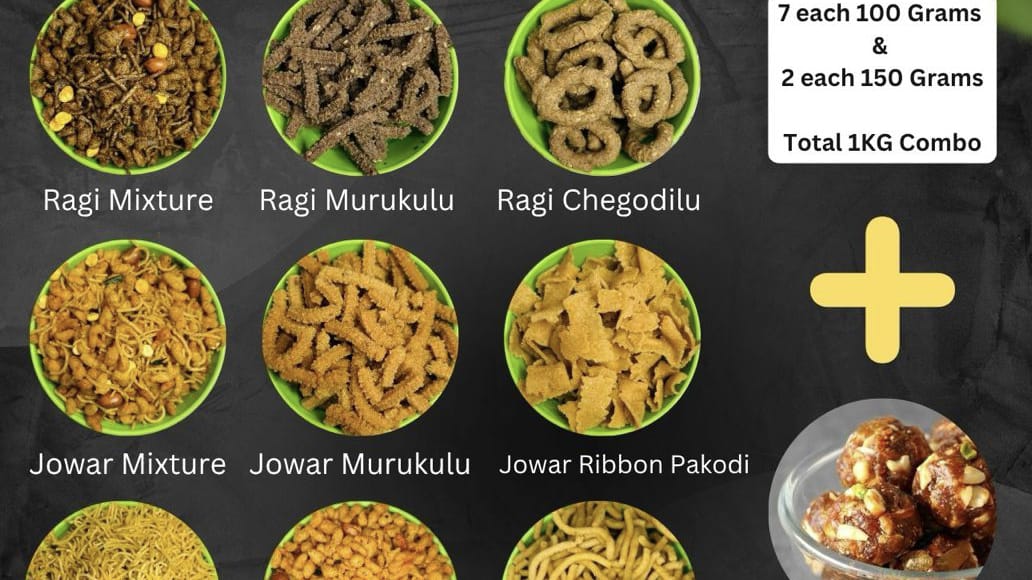 7 each 100 Grams
&
2 each 150 Grams
Total 1KG Combo
Ragi Mixture
Ragi Murukulu
Ragi Chegodilu
Jowar Mixture
Jowar Murukulu
Jowar Ribbon Pakodi